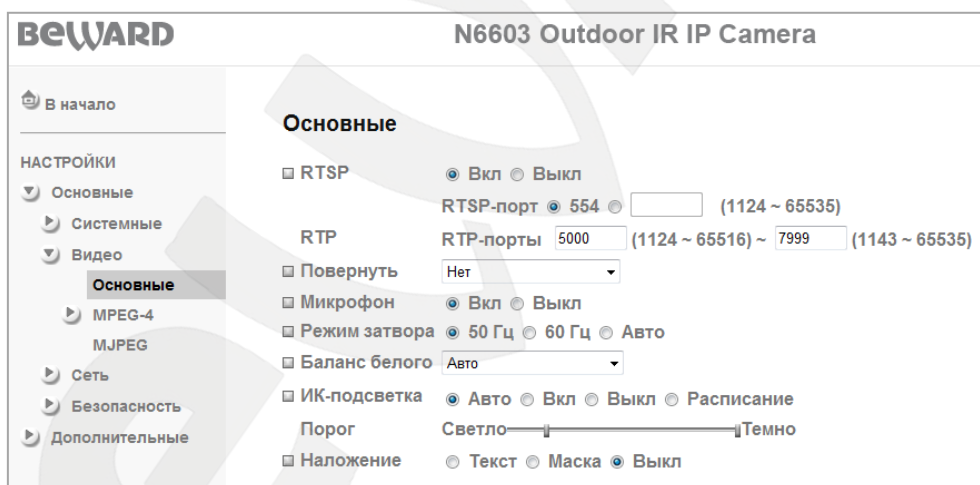 BEWARD
N6603 Outdoor IR IP Camera
В начало
НАСТРОЙКИ
Основные
Системные
Видео
Основные
MPEG-4
MJPEG
Сеть
Безопасность
Дополнительные
Основные
RTSP Вкл Выкл
RTSP-порт 554 (1124 ~ 65535)
RTP RTP-порты 5000 (1124 ~ 65516) ~ 7999 (1143 ~ 65535)
Повернуть Нет
Микрофон Вкл Выкл
Режим затвора 50 Гц 60 Гц Авто
Баланс белого Авто
ИК-подсветка Авто Вкл Выкл Расписание
Порог Светло Темно
Наложение Текст Маска Выкл